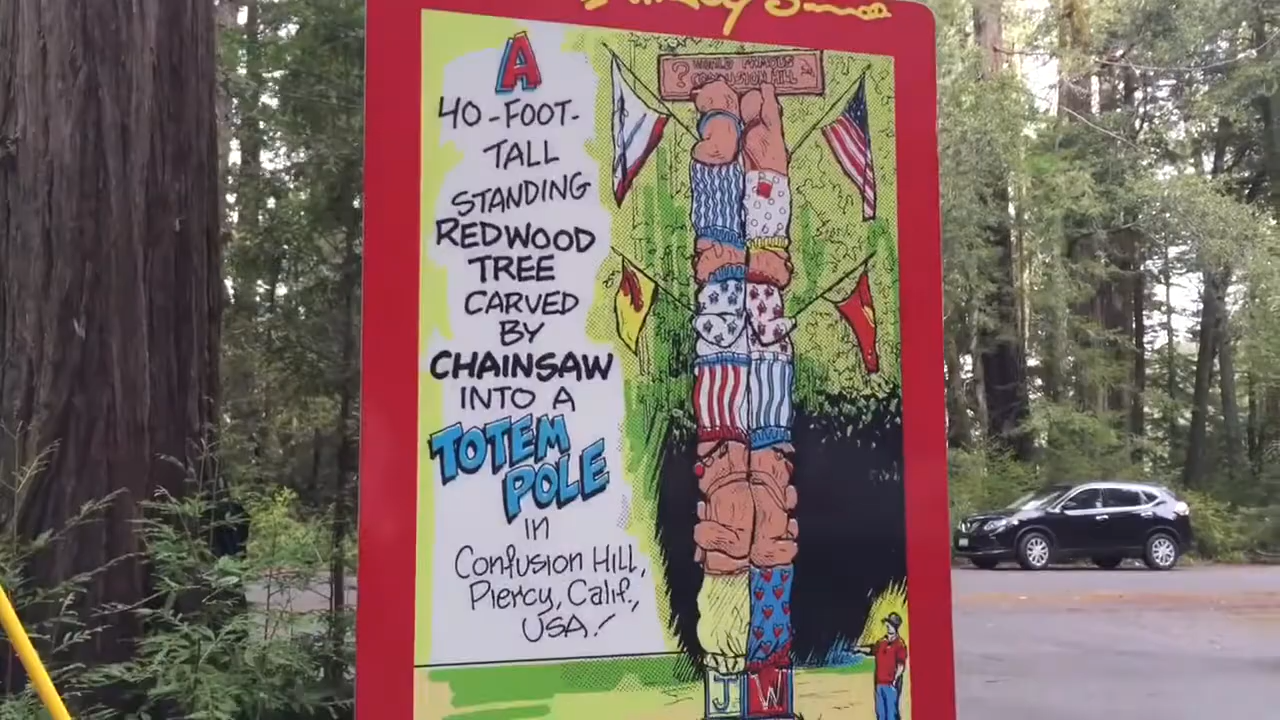 A
40-FOOT-
TALL
STANDING
REDWOOD
TREE
CARVED
BY
CHAINSAW
INTO A
TOTEM
POLE
in
Confusion Hill,
Piercy, Calif.,
USA!
? WORLD FAMOUS
CONFUSION HILL
J W